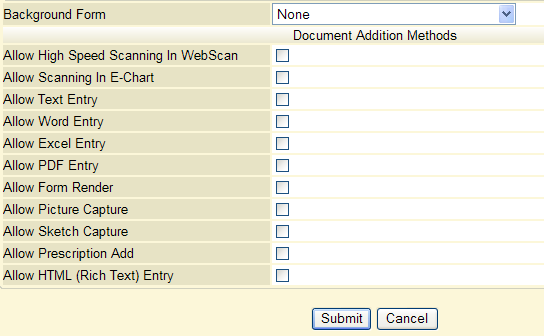 Background Form None
Document Addition Methods
Allow High Speed Scanning In WebScan
Allow Scanning In E-Chart
Allow Text Entry
Allow Word Entry
Allow Excel Entry
Allow PDF Entry
Allow Form Render
Allow Picture Capture
Allow Sketch Capture
Allow Prescription Add
Allow HTML (Rich Text) Entry
Submit Cancel